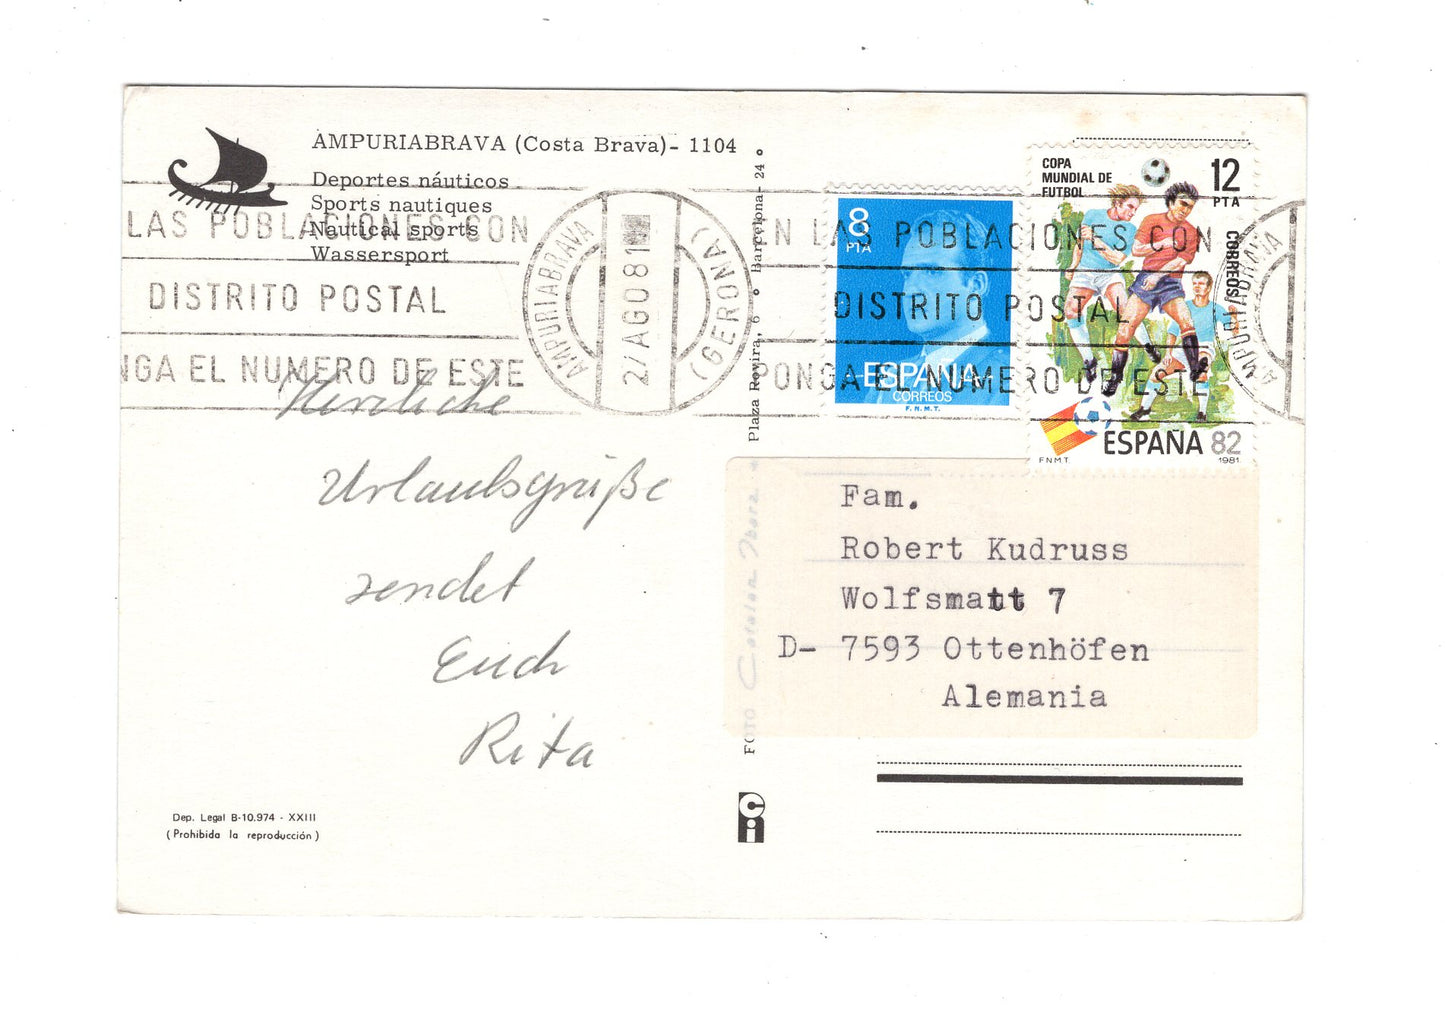 AMPURIABRAVA (Costa Brava)- 1104
Deportes náuticos
Sports nautiques
Nautical sports
Wassersport
LAS POBLACIONES CON
DISTRITO POSTAL
NGA EL NUMERO DE ESTE
AMPURIABRAVA
(GERONA)
AGO 81
N LAS POBLACIONES CON
DISTRITO POSTAL
PONGA EL NUMERO DE ESTE
AMPURIABRAVA
8
PTA
ESPAÑA
CORREOS
F.N.M.T.
COPA
MUNDIAL DE
FUTBOL
12
PTA
CORREOS
ESPAÑA 82
F.N.M.T. 1981
Herzliche
Urlaubsgrüße
sendet
Euch
Rita
Fam.
Robert Kudruss
Wolfsmatt 7
D- 7593 Ottenhöfen
Alemania
Plaza Rovira, 6 o Barcelona- 24 o
FOTO
Ci
Dep. Legal B-10.974 - XXIII
(Prohibida la reproducción)